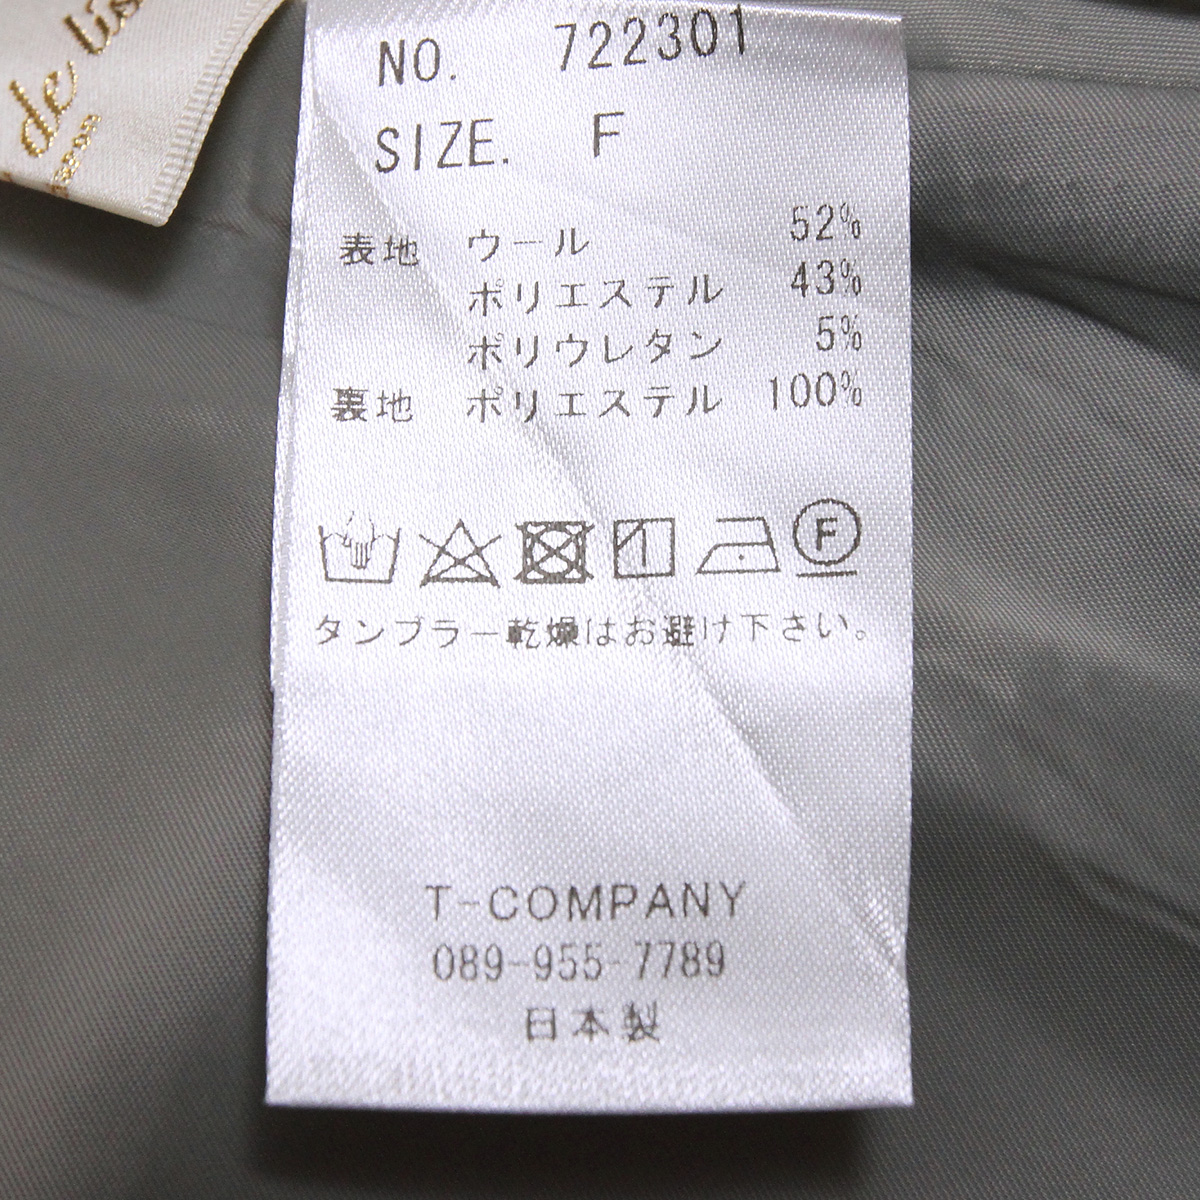 de
NO. 722301
SIZE. F
表地 ウール 52%
ポリエステル 43%
ポリウレタン 5%
裏地 ポリエステル 100%
F
タンブラー乾燥はお避け下さい。
T-COMPANY
089-955-7789
日本製